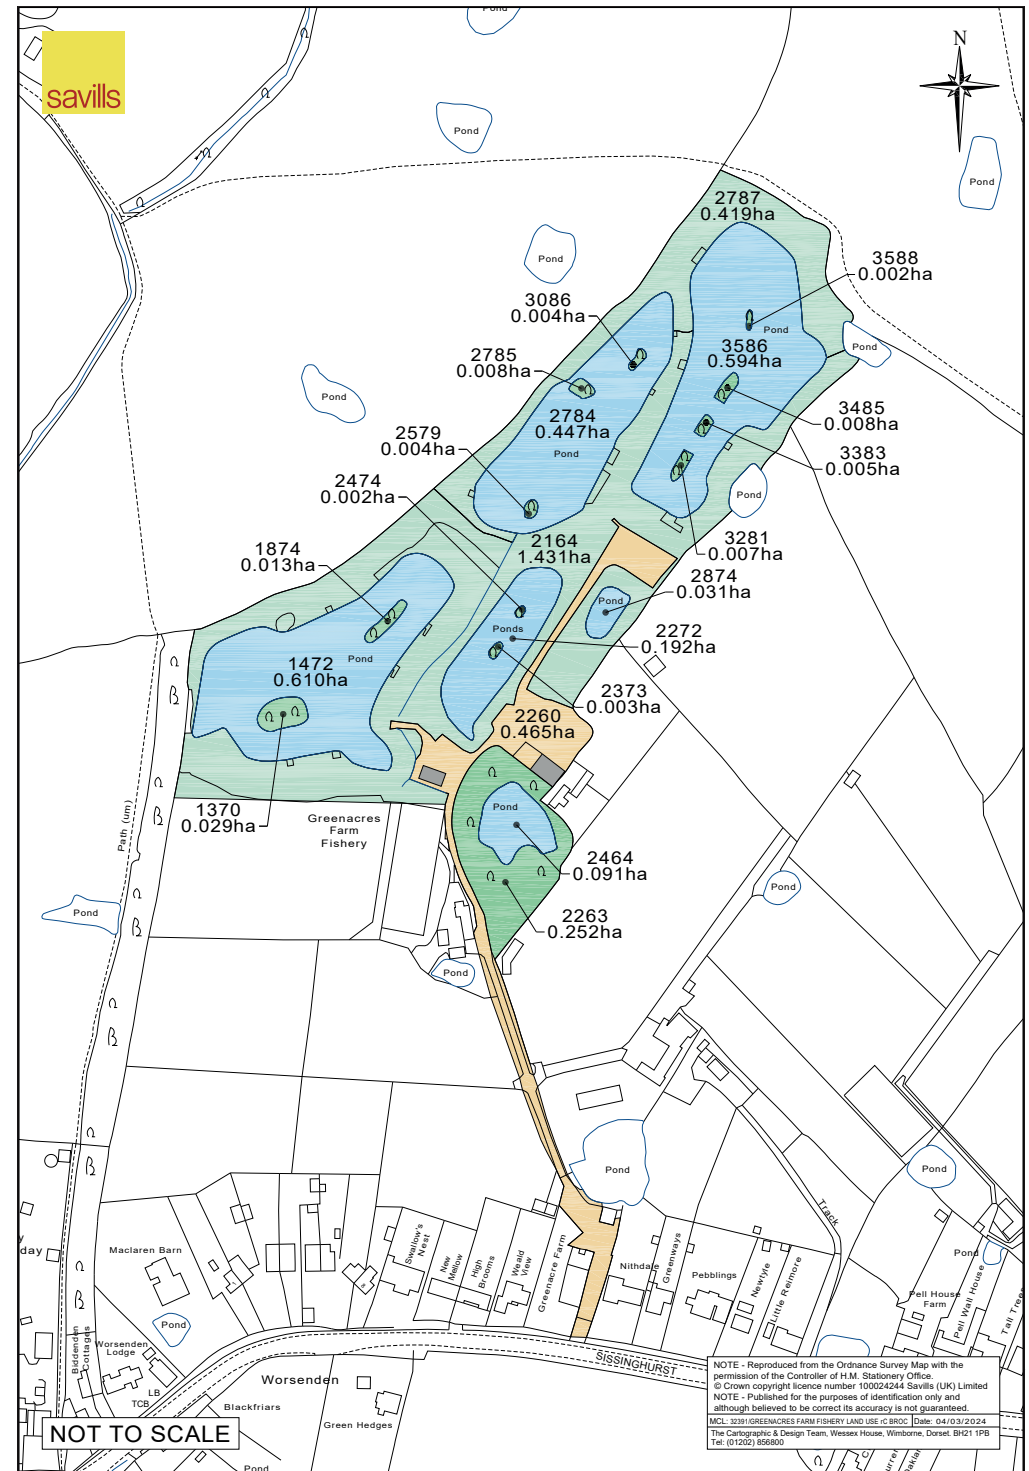 Pond
savills
N
Pond
Pond
2787
0.419ha
Pond
3588
0.002ha
3086
0.004ha
Pond
3586
0.594ha
Pond
2785
0.008ha
Pond
2784
0.447ha
Pond
3485
0.008ha
2579
0.004ha
3383
0.005ha
2474
0.002ha
Pond
3281
0.007ha
2164
1.431ha
1874
0.013ha
2874
0.031ha
Pond
Ponds
2272
0.192ha
1472
0.610ha
Pond
2373
0.003ha
2260
0.465ha
1370
0.029ha
Greenacres
Farm
Fishery
Pond
Path (um)
2464
0.091ha
Pond
Pond
2263
0.252ha
Pond
Pond
Pond
Track
day
Maclaren Barn
Swallow's
Nest
New
Mellow
High
Brooms
Weald
View
Greenacre Farm
Nithdale
Greenways
Pebblings
Newtyle
Little Relmore
Pond
Pell House
Farm
Pell Wall House
Tall Trees
Pond
Biddenden
Cottages
Worsenden
Lodge
LB
TCB
Worsenden
SISSINGHURST
Blackfriars
Green Hedges
Pond
NOT TO SCALE
NOTE - Reproduced from the Ordnance Survey Map with the
permission of the Controller of H.M. Stationery Office.
© Crown copyright licence number 100024244 Savills (UK) Limited
NOTE - Published for the purposes of identification only and
although believed to be correct its accuracy is not guaranteed.
MCL: 32391/GREENACRES FARM FISHERY LAND USE rC BROC Date: 04/03/2024
The Cartographic & Design Team, Wessex House, Wimborne, Dorset. BH21 1PB
Tel: (01202) 856800